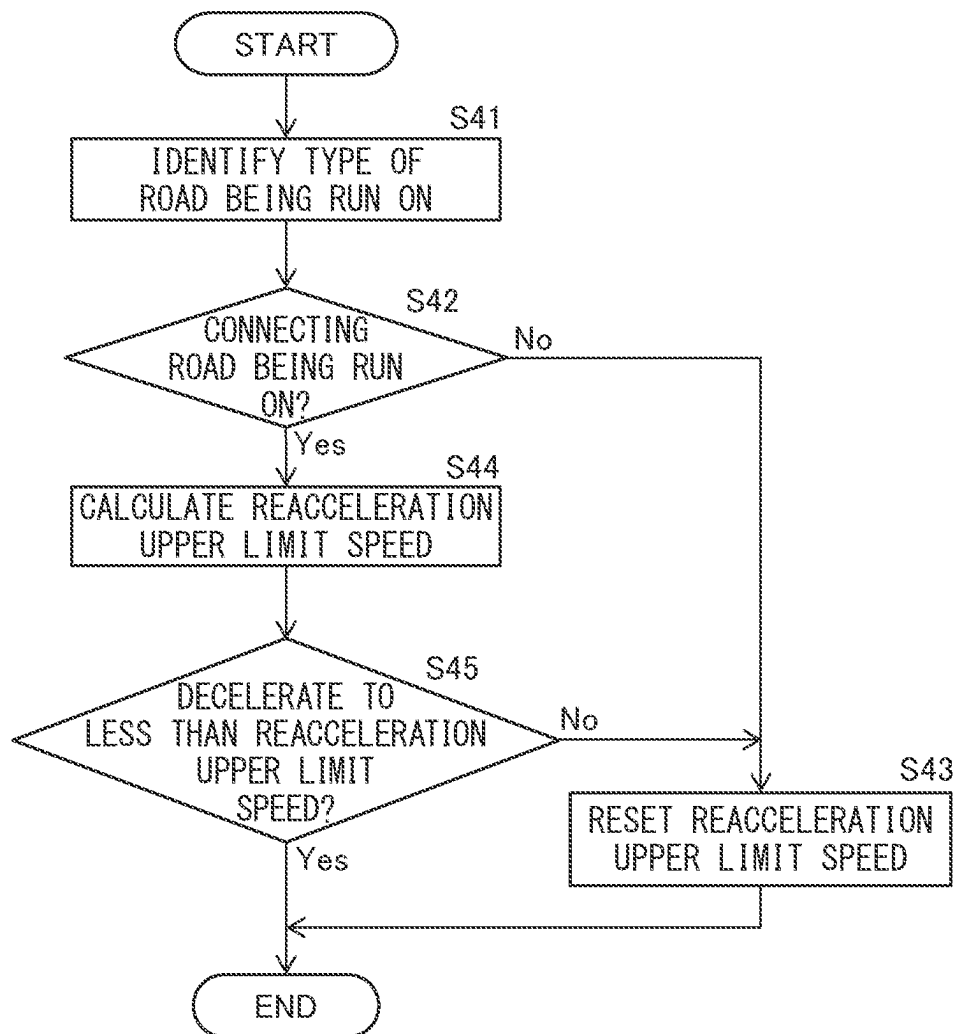 START
S41
IDENTIFY TYPE OF
ROAD BEING RUN ON
S42
CONNECTING
ROAD BEING RUN
ON?
No
Yes
S44
CALCULATE REACCELERATION
UPPER LIMIT SPEED
S45
DECELERATE TO
LESS THAN REACCELERATION
UPPER LIMIT
SPEED?
No
Yes
S43
RESET REACCELERATION
UPPER LIMIT SPEED
END